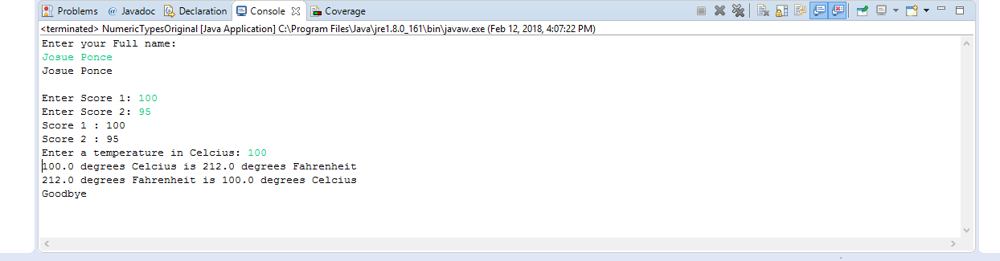 Problems @ Javadoc Declaration Console Coverage
<terminated> NumericTypesOriginal [Java Application] C:\Program Files\Java\jre1.8.0_161\bin\javaw.exe (Feb 12, 2018, 4:07:22 PM)
Enter your Full name:
Josue Ponce
Josue Ponce
Enter Score 1: 100
Enter Score 2: 95
Score 1 : 100
Score 2 : 95
Enter a temperature in Celcius: 100
100.0 degrees Celcius is 212.0 degrees Fahrenheit
212.0 degrees Fahrenheit is 100.0 degrees Celcius
Goodbye